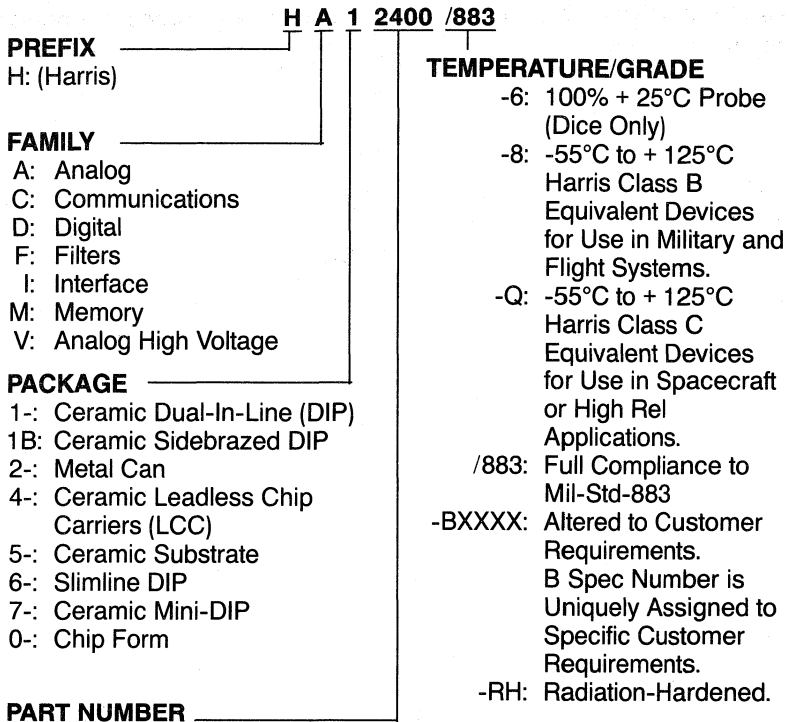 H A 1 2400 /883
PREFIX
H: (Harris)
FAMILY
A: Analog
C: Communications
D: Digital
F: Filters
I: Interface
M: Memory
V: Analog High Voltage
PACKAGE
1-: Ceramic Dual-In-Line (DIP)
1B: Ceramic Sidebrazed DIP
2-: Metal Can
4-: Ceramic Leadless Chip
Carriers (LCC)
5-: Ceramic Substrate
6-: Slimline DIP
7-: Ceramic Mini-DIP
0-: Chip Form
PART NUMBER
TEMPERATURE/GRADE
-6: 100% + 25°C Probe
(Dice Only)
-8: -55°C to + 125°C
Harris Class B
Equivalent Devices
for Use in Military and
Flight Systems.
-Q: -55°C to + 125°C
Harris Class C
Equivalent Devices
for Use in Spacecraft
or High Rel
Applications.
/883: Full Compliance to
Mil-Std-883
-BXXXX: Altered to Customer
Requirements.
B Spec Number is
Uniquely Assigned to
Specific Customer
Requirements.
-RH: Radiation-Hardened.